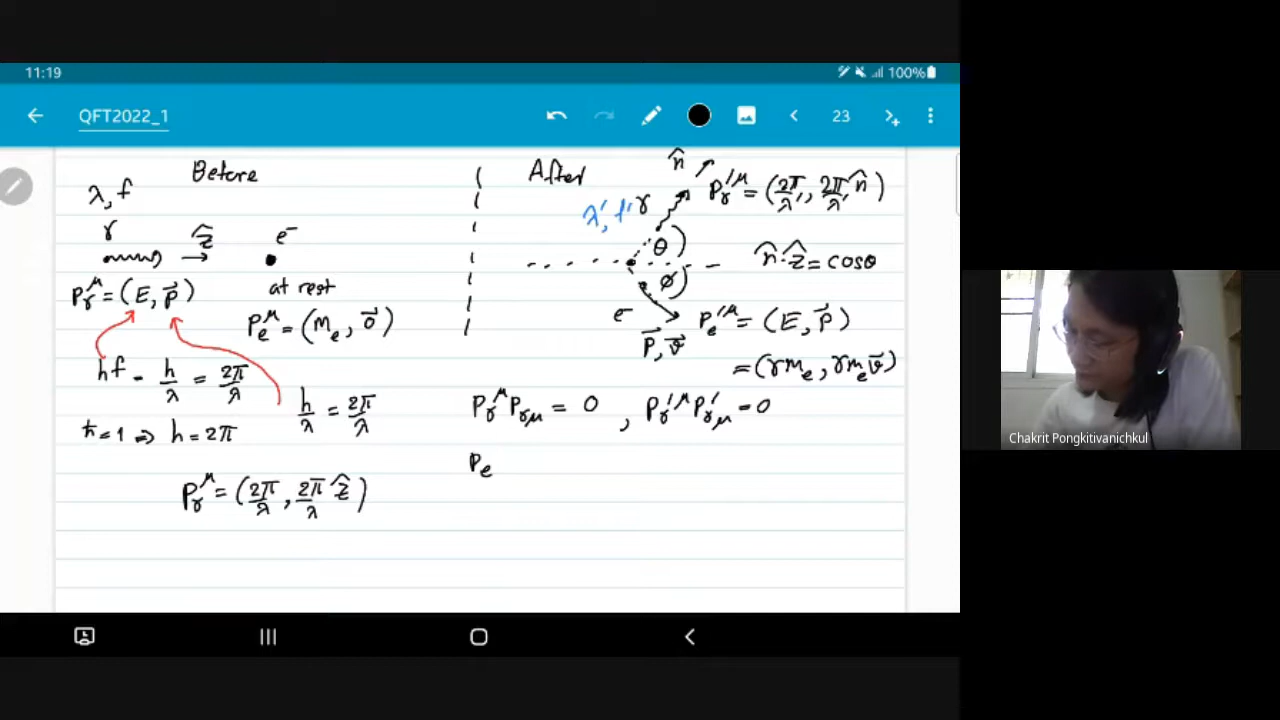 11:19
100%
QFT2022_1
23
Before
λ, f
γ
ẑ
e⁻
at rest
P_γ^μ = (E, p⃗)
P_e^μ = (m_e, 0⃗)
hf = h/λ = 2π/λ
h/λ = 2π/λ
ħ=1 ⇒ h = 2π
P_γ^μ = (2π/λ, 2π/λ ẑ)
After
n̂
λ', f' γ
P_γ'^μ = (2π/λ', 2π/λ' n̂)
θ
n̂·ẑ = cosθ
ϕ
e⁻
p⃗, v⃗
P_e'^μ = (E, p⃗)
= (γm_e, γm_e v⃗)
P_γ^μ P_γμ = 0 , P_γ'^μ P_γ'μ = 0
P_e
Chakrit Pongkitivanichkul